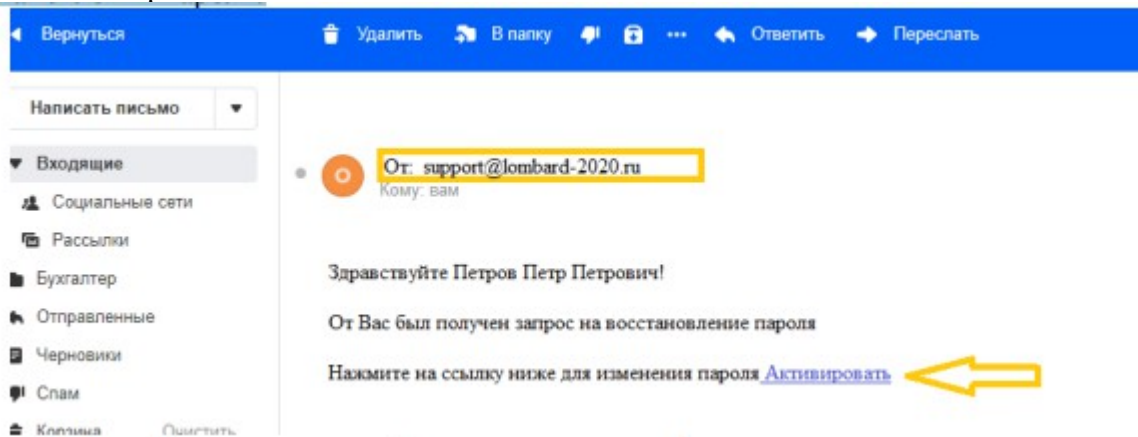 Вернуться Удалить В папку ... Ответить Переслать
Написать письмо
Входящие
Социальные сети
Рассылки
Бухгалтер
Отправленные
Черновики
Спам
Корзина Очистить
О От: support@lombard-2020.ru
Кому: вам
Здравствуйте Петров Петр Петрович!
От Вас был получен запрос на восстановление пароля
Нажмите на ссылку ниже для изменения пароля Активировать